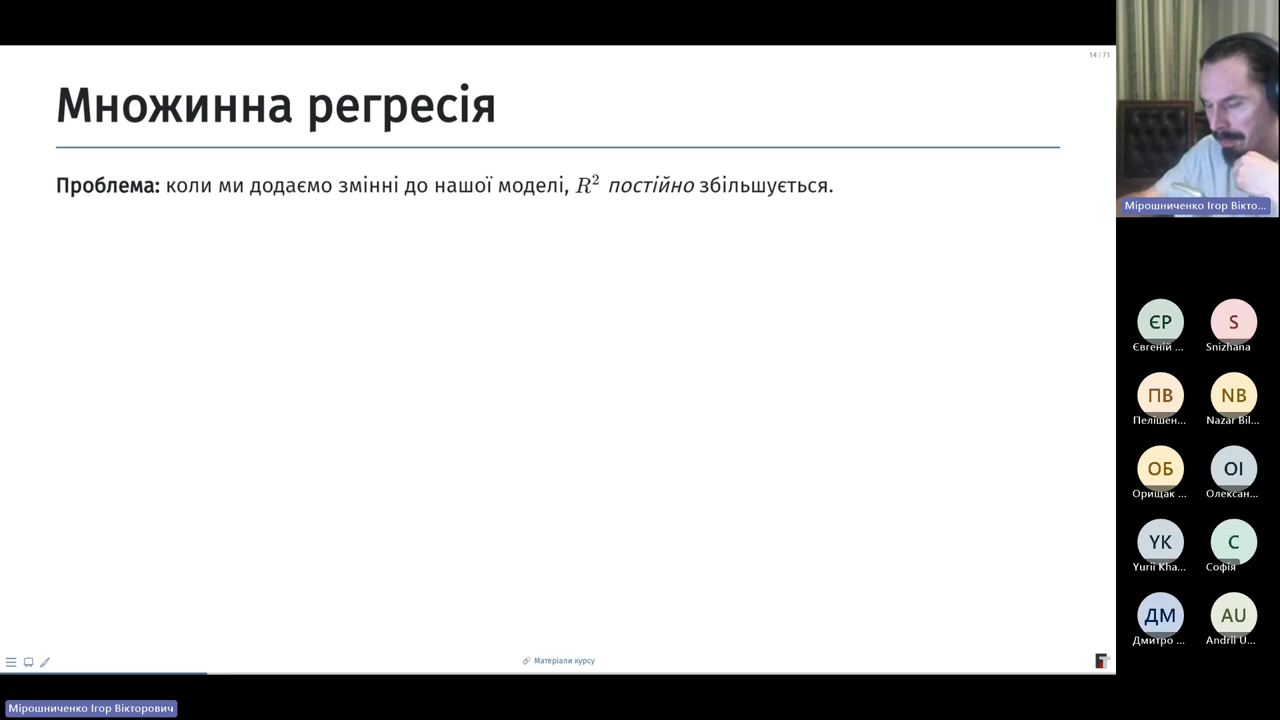 14 / 71
Множинна регресія
Проблема: коли ми додаємо змінні до нашої моделі, R² постійно збільшується.
Матеріали курсу
Мірошниченко Ігор Вікторович
Мірошниченко Ігор Вікто...
ЄР
S
Євгеній ...
Snizhana
ПВ
NB
Пелішен...
Nazar Bil...
ОБ
ОІ
Орищак ...
Олексан...
YK
С
Yurii Kha...
Софія
ДМ
AU
Дмитро ...
Andrii U...